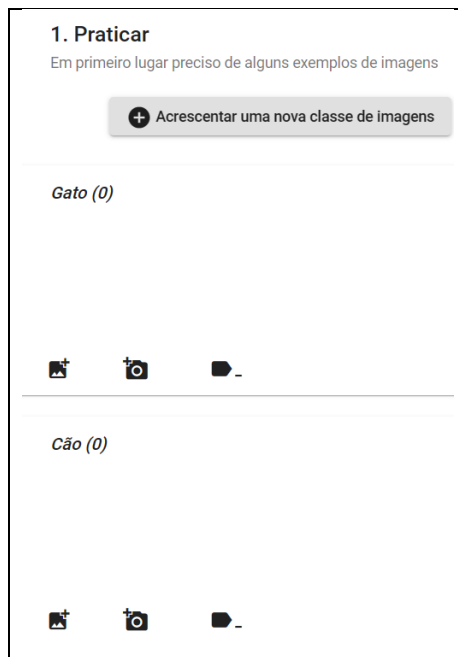 1. Praticar
Em primeiro lugar preciso de alguns exemplos de imagens
Acrescentar uma nova classe de imagens
Gato (0)
Cão (0)